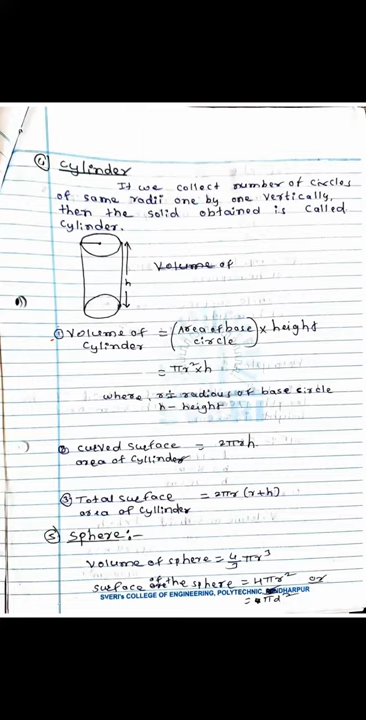 ④ Cylinder
If we collect number of circles
of same radii one by one vertically,
then the solid obtained is called
Cylinder.
h
Volume of
① Volume of Cylinder = (Area of base circle) x height
= πr²xh
where, r÷ radius of base circle
h - height
② curved surface area of cyllinder = 2πrh
③ Total surface area of cyllinder = 2πr (r+h)
⑤ Sphere:-
Volume of sphere = 4/3 πr³
surface area of the sphere = 4πr² or
= πd²
SVERI's COLLEGE OF ENGINEERING, POLYTECHNIC, PANDHARPUR